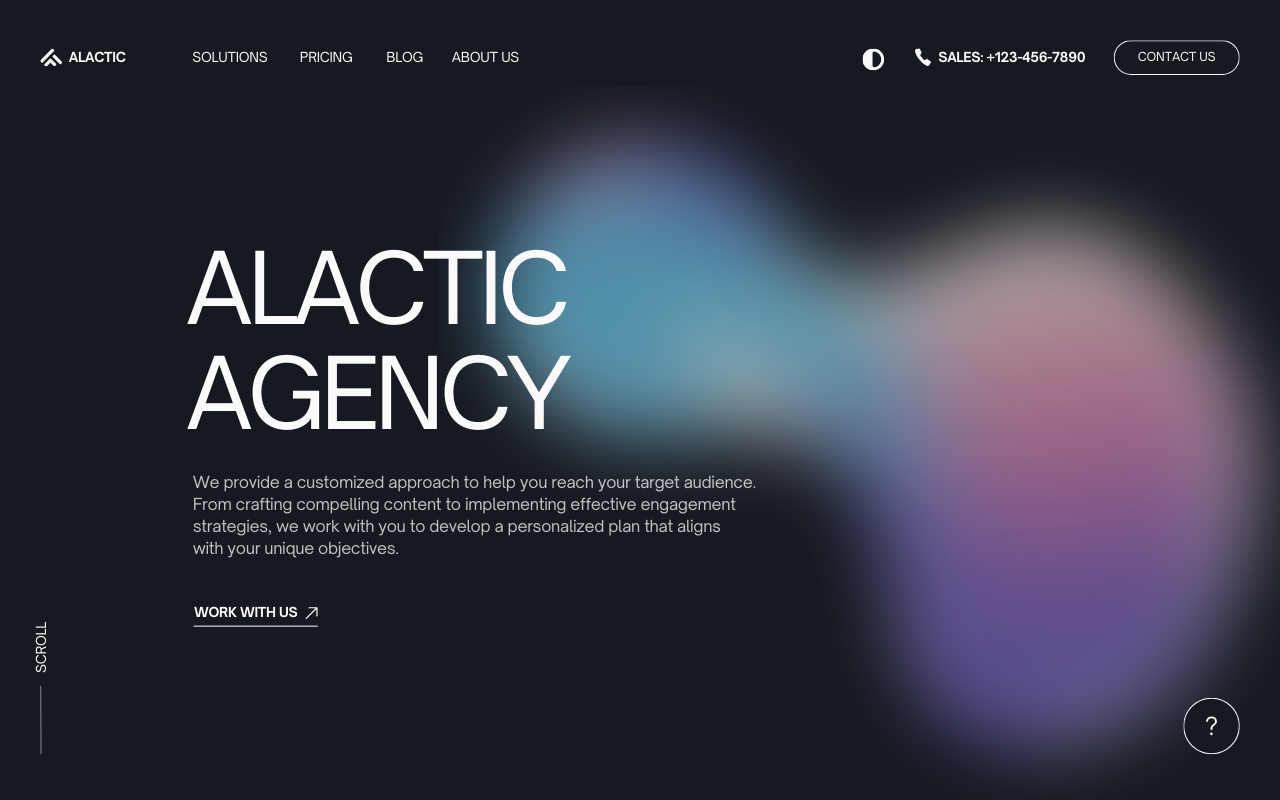 ALACTIC
SOLUTIONS
PRICING
BLOG
ABOUT US
SALES: +123-456-7890
CONTACT US
ALACTIC
AGENCY
We provide a customized approach to help you reach your target audience.
From crafting compelling content to implementing effective engagement
strategies, we work with you to develop a personalized plan that aligns
with your unique objectives.
WORK WITH US
SCROLL
?